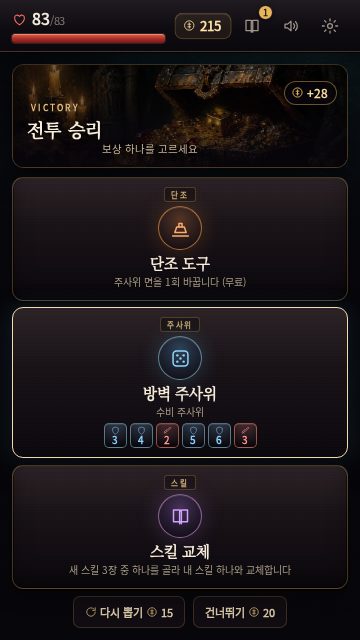 83/83
215
1
VICTORY
+28
전투 승리
보상 하나를 고르세요
단조
단조 도구
주사위 면을 1회 바꿉니다 (무료)
주사위
방벽 주사위
수비 주사위
3 4 2 5 6 3
스킬
스킬 교체
새 스킬 3장 중 하나를 골라 내 스킬 하나와 교체합니다
다시 뽑기 15
건너뛰기 20